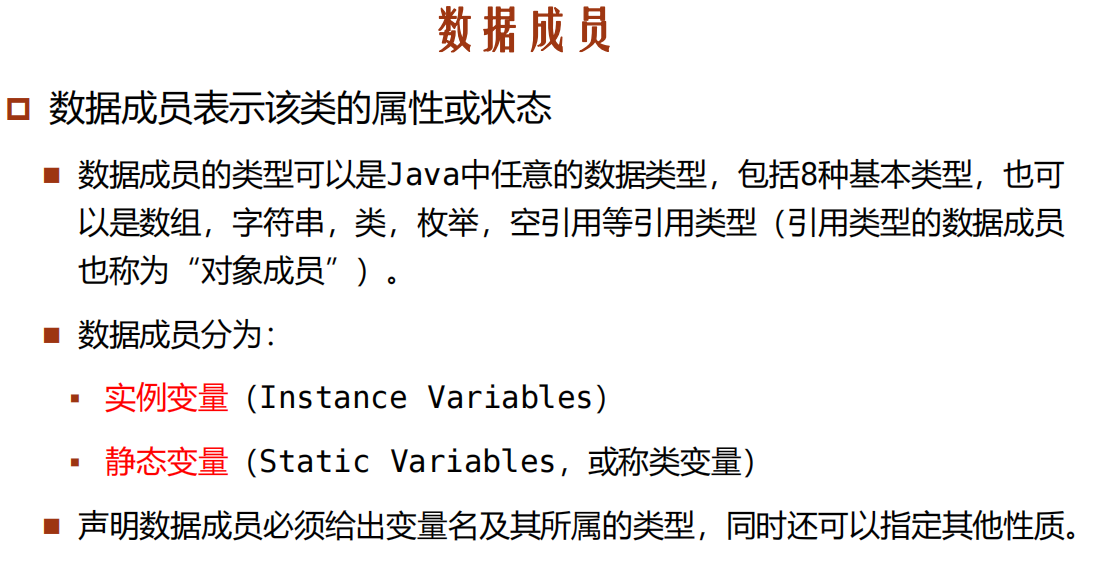 数据成员
数据成员表示该类的属性或状态
数据成员的类型可以是Java中任意的数据类型，包括8种基本类型，也可
以是数组，字符串，类，枚举，空引用等引用类型（引用类型的数据成员
也称为“对象成员”）。
数据成员分为：
实例变量（Instance Variables）
静态变量（Static Variables，或称类变量）
声明数据成员必须给出变量名及其所属的类型，同时还可以指定其他性质。